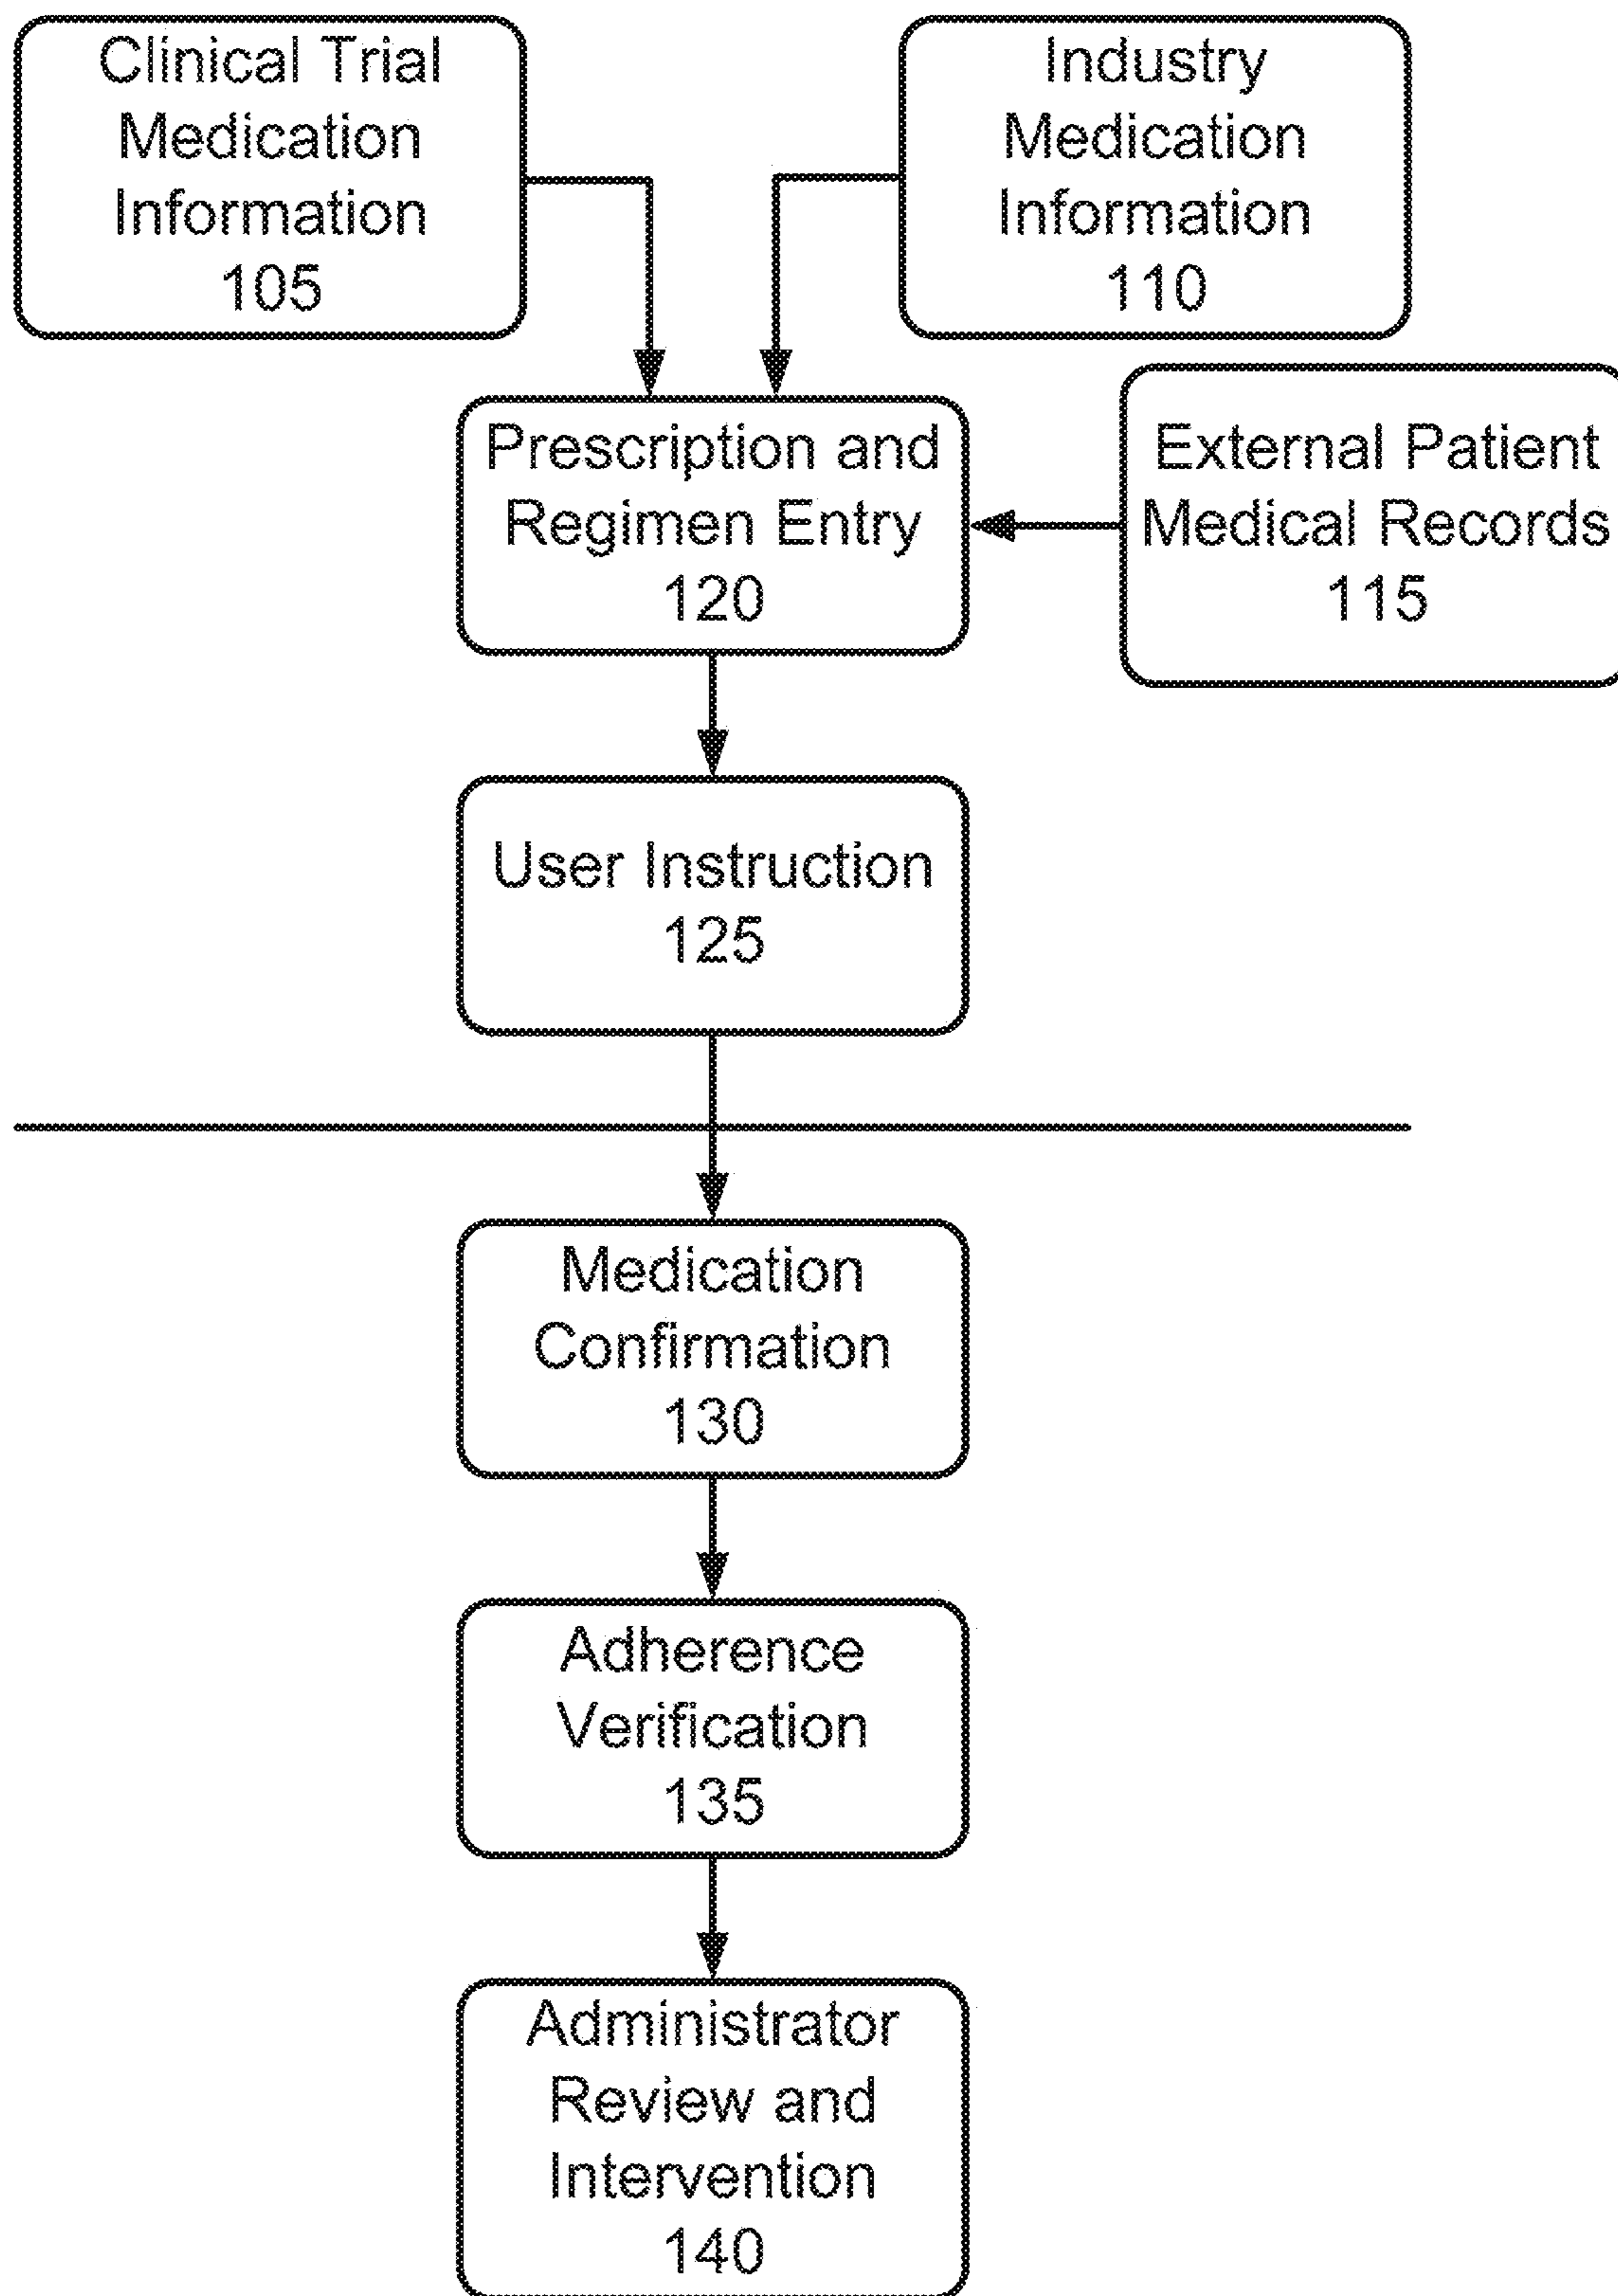 Clinical Trial
Medication
Information
105
Industry
Medication
Information
110
Prescription and
Regimen Entry
120
External Patient
Medical Records
115
User Instruction
125
Medication
Confirmation
130
Adherence
Verification
135
Administrator
Review and
Intervention
140